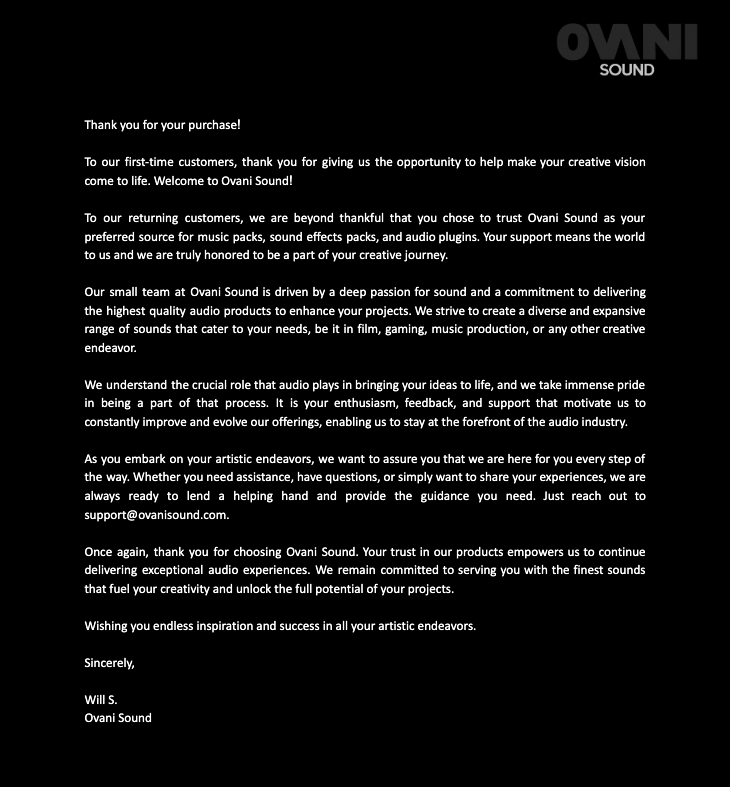 OVANI
SOUND
Thank you for your purchase!
To our first-time customers, thank you for giving us the opportunity to help make your creative vision
come to life. Welcome to Ovani Sound!
To our returning customers, we are beyond thankful that you chose to trust Ovani Sound as your
preferred source for music packs, sound effects packs, and audio plugins. Your support means the world
to us and we are truly honored to be a part of your creative journey.
Our small team at Ovani Sound is driven by a deep passion for sound and a commitment to delivering
the highest quality audio products to enhance your projects. We strive to create a diverse and expansive
range of sounds that cater to your needs, be it in film, gaming, music production, or any other creative
endeavor.
We understand the crucial role that audio plays in bringing your ideas to life, and we take immense pride
in being a part of that process. It is your enthusiasm, feedback, and support that motivate us to
constantly improve and evolve our offerings, enabling us to stay at the forefront of the audio industry.
As you embark on your artistic endeavors, we want to assure you that we are here for you every step of
the way. Whether you need assistance, have questions, or simply want to share your experiences, we are
always ready to lend a helping hand and provide the guidance you need. Just reach out to
support@ovanisound.com.
Once again, thank you for choosing Ovani Sound. Your trust in our products empowers us to continue
delivering exceptional audio experiences. We remain committed to serving you with the finest sounds
that fuel your creativity and unlock the full potential of your projects.
Wishing you endless inspiration and success in all your artistic endeavors.
Sincerely,
Will S.
Ovani Sound